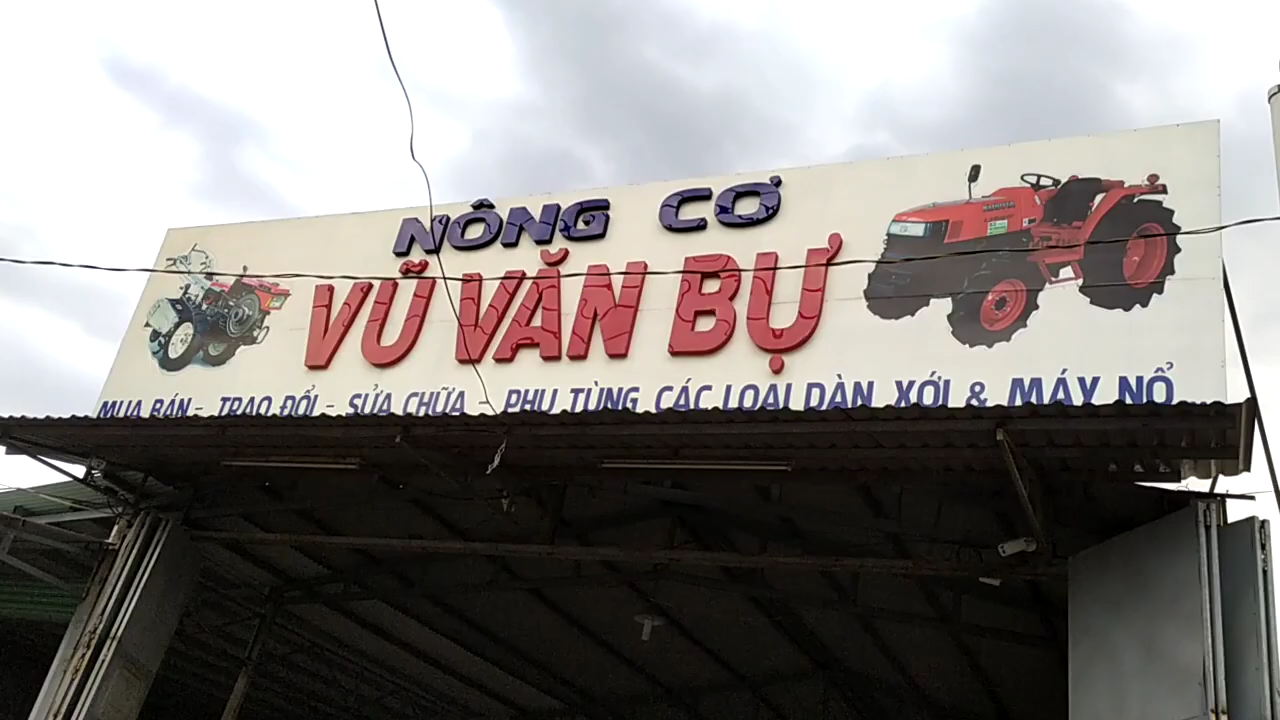 NÔNG CƠ
VŨ VĂN BỰ
MUA BÁN - TRAO ĐỔI - SỬA CHỮA - PHỤ TÙNG CÁC LOẠI DÀN XỚI & MÁY NỔ ...